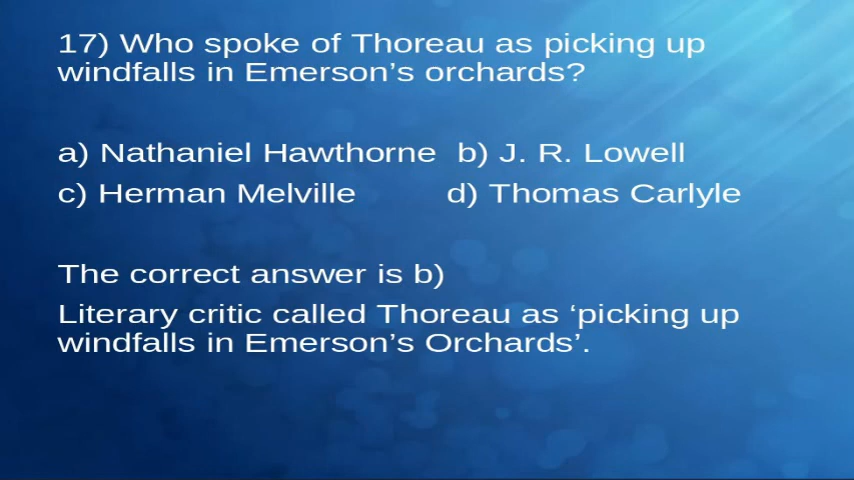 17) Who spoke of Thoreau as picking up
windfalls in Emerson’s orchards?
a) Nathaniel Hawthorne b) J. R. Lowell
c) Herman Melville d) Thomas Carlyle
The correct answer is b)
Literary critic called Thoreau as ‘picking up
windfalls in Emerson’s Orchards’.